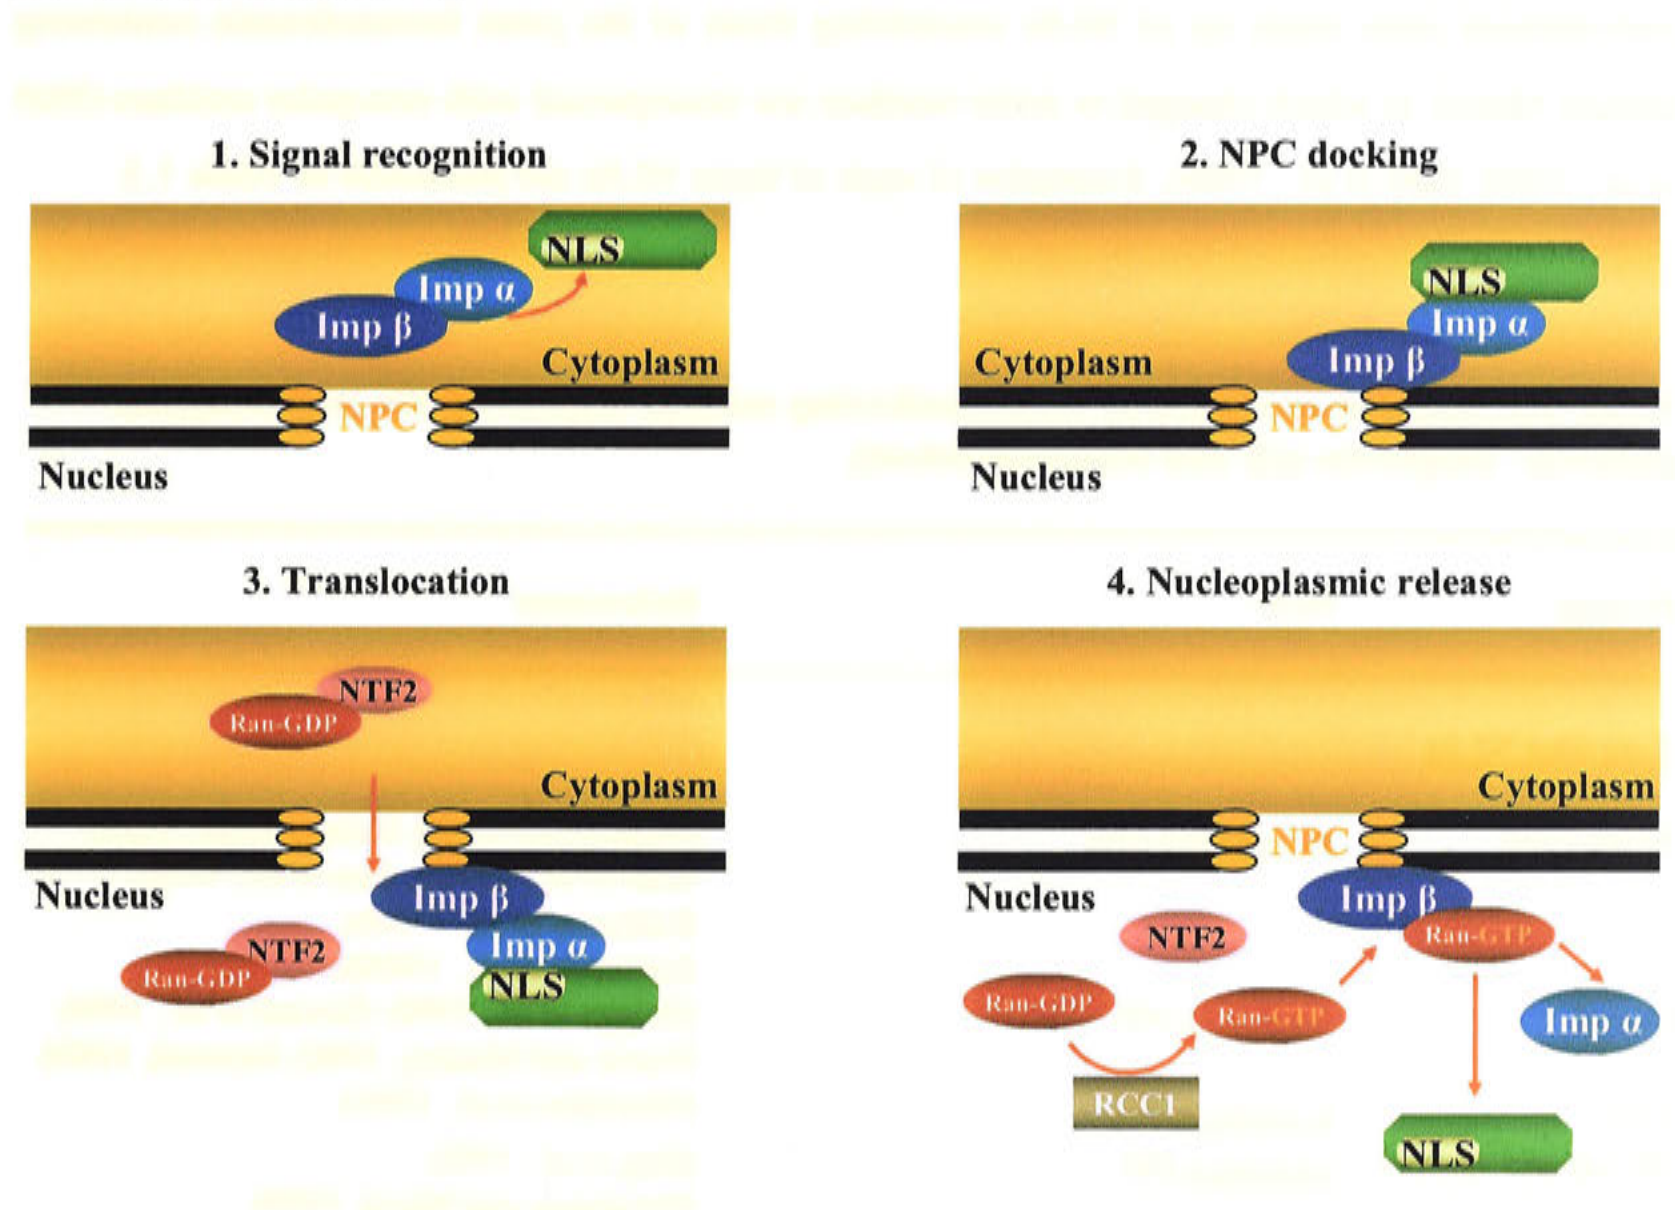 1. Signal recognition
NLS
Imp α
Imp β
Cytoplasm
NPC
Nucleus
2. NPC docking
NLS
Imp α
Imp β
Cytoplasm
NPC
Nucleus
3. Translocation
NTF2
Ran-GDP
Cytoplasm
Nucleus
Imp β
Imp α
NLS
NTF2
Ran-GDP
4. Nucleoplasmic release
Cytoplasm
NPC
Nucleus
Imp β
Ran-GTP
NTF2
Ran-GDP
Ran-GTP
Imp α
RCC1
NLS